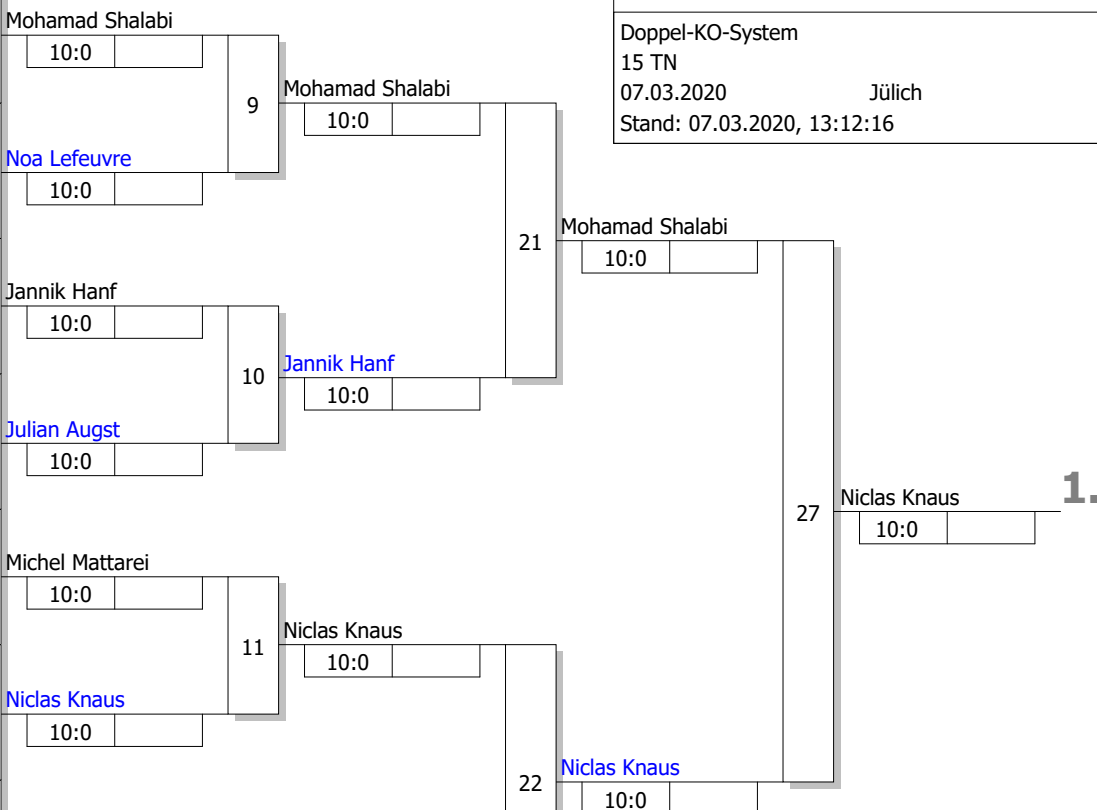 Mohamad Shalabi
10:0
9
Noa Lefeuvre
10:0
Jannik Hanf
10:0
10
Julian Augst
10:0
Michel Mattarei
10:0
11
Niclas Knaus
10:0
Mohamad Shalabi
10:0
21
Jannik Hanf
10:0
Niclas Knaus
10:0
22
Mohamad Shalabi
10:0
27
Niclas Knaus
10:0
Niclas Knaus
10:0
1.
Doppel-KO-System
15 TN
07.03.2020 Jülich
Stand: 07.03.2020, 13:12:16